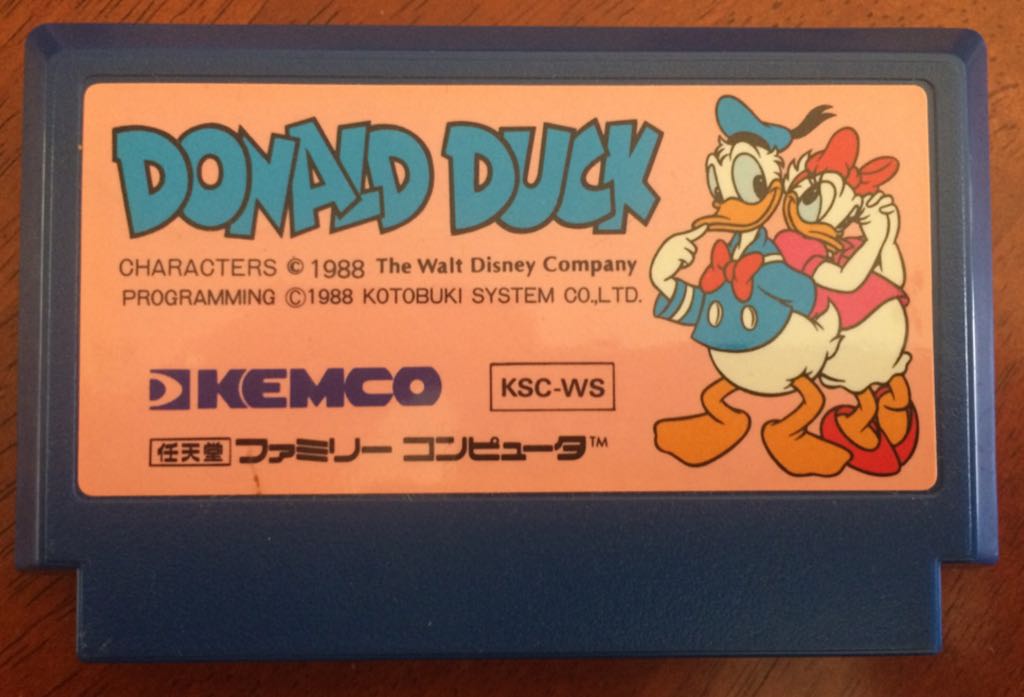 DONALD DUCK
CHARACTERS © 1988 The Walt Disney Company
PROGRAMMING ©1988 KOTOBUKI SYSTEM CO.,LTD.
KEMCO
KSC-WS
任天堂 ファミリー コンピュータ™